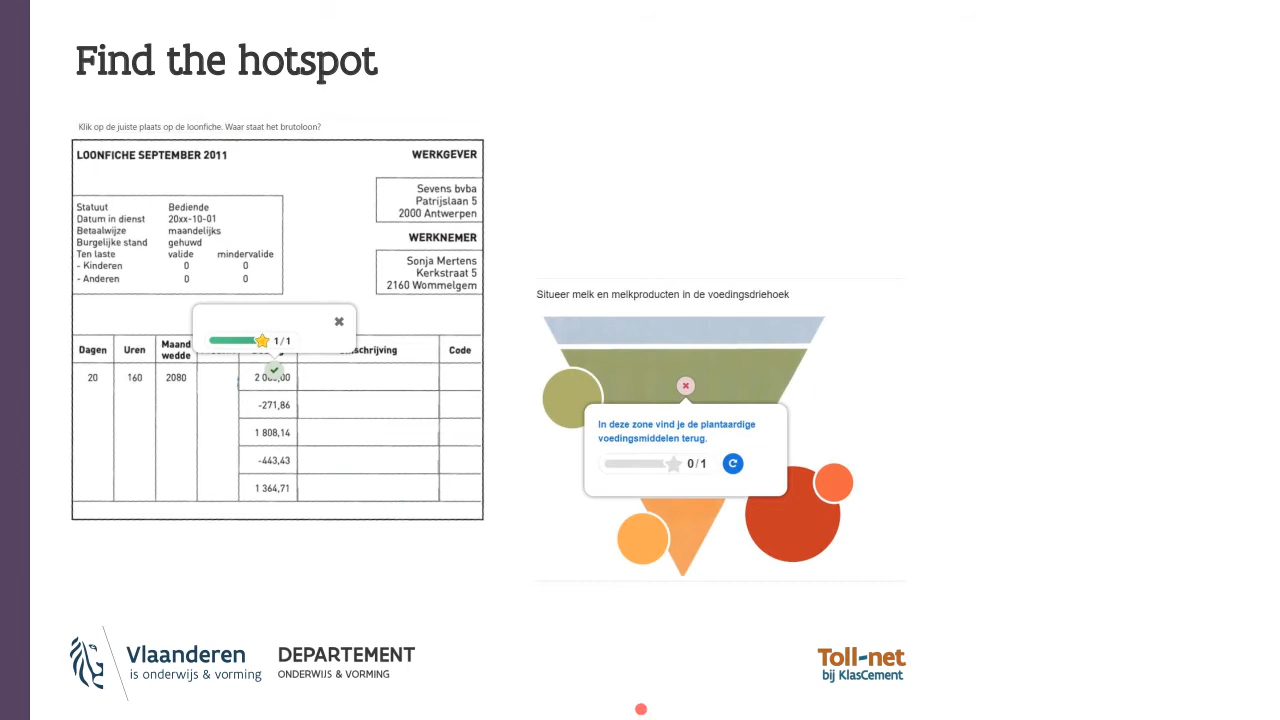 Find the hotspot
Klik op de juiste plaats op de loonfiche. Waar staat het brutoloon?
LOONFICHE SEPTEMBER 2011
WERKGEVER
Sevens bvba
Patrijslaan 5
2000 Antwerpen
Statuut Bediende
Datum in dienst 20xx-10-01
Betaalwijze maandelijks
Burgelijke stand gehuwd
Ten laste valide mindervalide
- Kinderen 0 0
- Anderen 0 0
WERKNEMER
Sonja Mertens
Kerkstraat 5
2160 Wommelgem
1/1
Dagen Uren Maand wedde Code
20 160 2080
-271,86
1 808,14
-443,43
1 364,71
Situeer melk en melkproducten in de voedingsdriehoek
In deze zone vind je de plantaardige
voedingsmiddelen terug.
0/1
Vlaanderen
is onderwijs & vorming
DEPARTEMENT
ONDERWIJS & VORMING
Toll-net
bij KlasCement